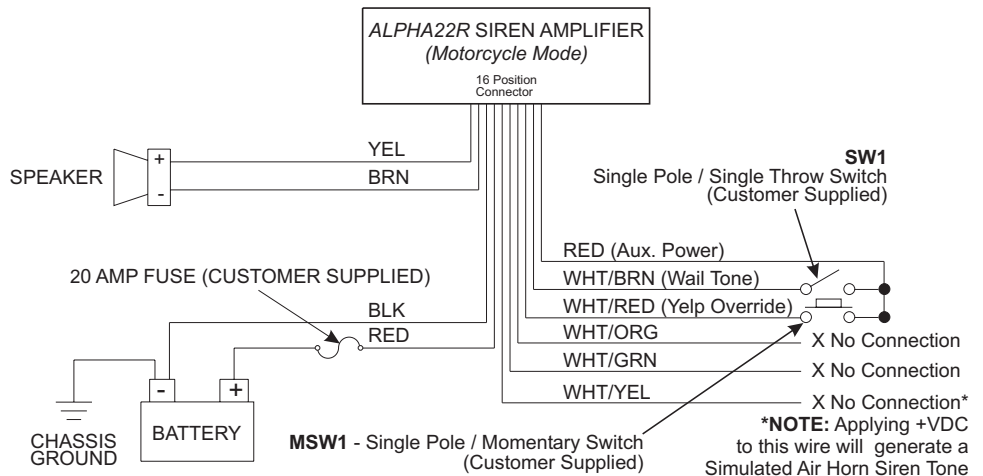 ALPHA22R SIREN AMPLIFIER
(Motorcycle Mode)
16 Position
Connector
SPEAKER
+
-
YEL
BRN
SW1
Single Pole / Single Throw Switch
(Customer Supplied)
20 AMP FUSE (CUSTOMER SUPPLIED)
BLK
RED
RED (Aux. Power)
WHT/BRN (Wail Tone)
WHT/RED (Yelp Override)
WHT/ORG
X No Connection
WHT/GRN
X No Connection
WHT/YEL
X No Connection*
*NOTE: Applying +VDC
to this wire will generate a
Simulated Air Horn Siren Tone
-
+
BATTERY
CHASSIS
GROUND
MSW1 - Single Pole / Momentary Switch
(Customer Supplied)